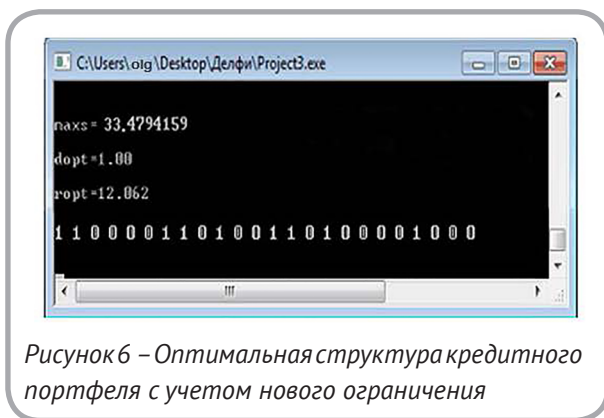 C:\Users\olg\Desktop\Делфи\Project3.exe
maxs= 33,4794159
dopt=1.00
ropt=12.062
1 1 0 0 0 0 1 1 0 1 0 0 1 1 0 1 0 0 0 0 1 0 0 0
Рисунок 6 – Оптимальная структура кредитного
портфеля с учетом нового ограничения